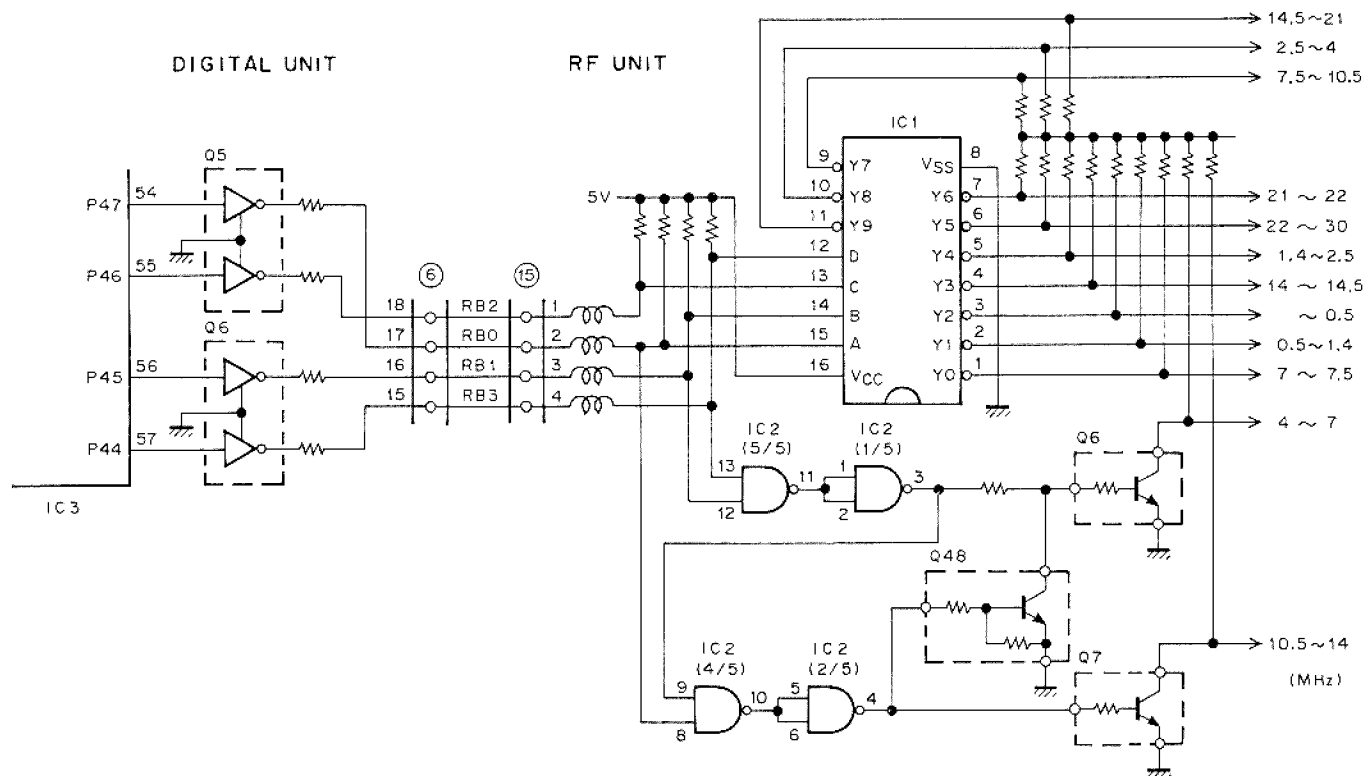 DIGITAL UNIT
RF UNIT
IC3
P47
54
P46
55
P45
56
P44
57
Q5
Q6
6
15
18
RB2
1
17
RB0
2
16
RB1
3
15
RB3
4
5V
IC1
9 Y7
10 Y8
11 Y9
12 D
13 C
14 B
15 A
16 VCC
VSS 8
Y6 7
Y5 6
Y4 5
Y3 4
Y2 3
Y1 2
Y0 1
14.5~21
2.5~4
7.5~10.5
21 ~ 22
22 ~ 30
1.4~2.5
14 ~ 14.5
~ 0.5
0.5~1.4
7 ~ 7.5
4 ~ 7
10.5~14
(MHz)
IC2
(5/5)
13
12
11
IC2
(1/5)
1
2
3
Q6
Q48
IC2
(4/5)
9
8
10
IC2
(2/5)
5
6
4
Q7